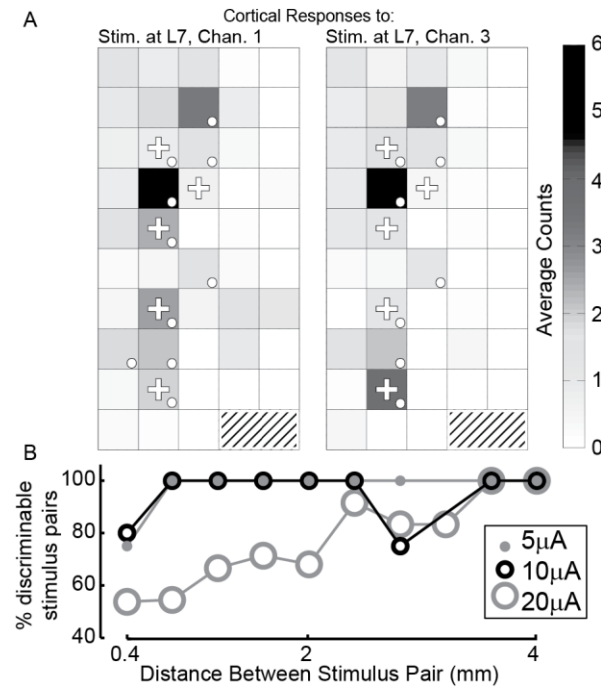 A
Cortical Responses to:
Stim. at L7, Chan. 1
Stim. at L7, Chan. 3
6
5
4
3
2
1
0
Average Counts
B
100
80
60
40
% discriminable
stimulus pairs
5µA
10µA
20µA
0.4
2
4
Distance Between Stimulus Pair (mm)